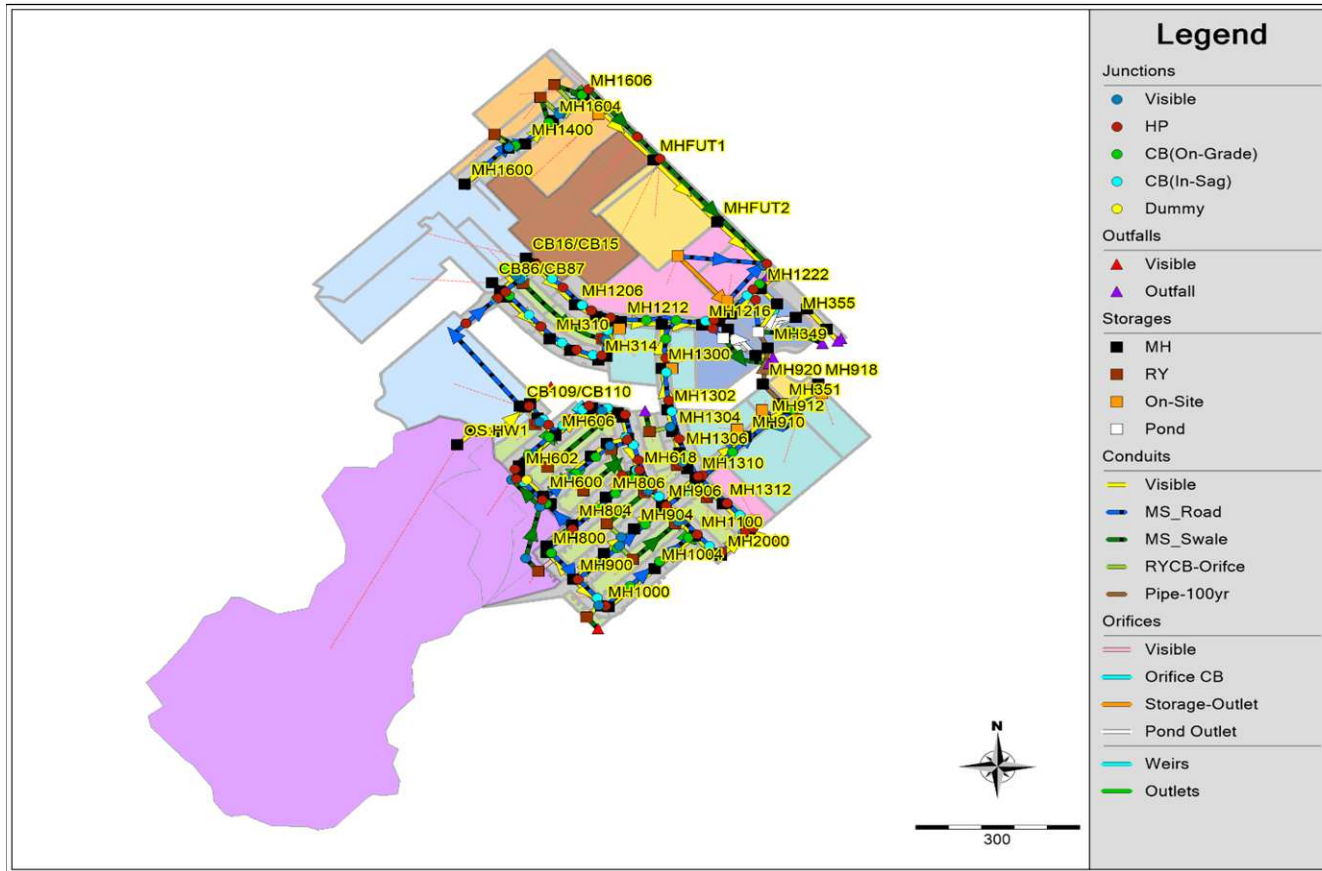 MH1606
MH1604
MH1400
MH1600
MHFUT1
MHFUT2
CB16/CB15
CB86/CB87
MH1222
MH1206
MH355
MH1212
MH1216
MH310
MH349
MH314
MH1300
MH920
MH918
MH351
CB109/CB110
MH1302
MH912
MH1304
MH910
MH606
OS:HW1
MH1306
MH602
MH618
MH1310
MH600
MH806
MH906
MH1312
MH804
MH904
MH1100
MH800
MH2000
MH1004
MH900
MH1000
N
300
Legend
Junctions
Visible
HP
CB(On-Grade)
CB(In-Sag)
Dummy
Outfalls
Visible
Outfall
Storages
MH
RY
On-Site
Pond
Conduits
Visible
MS_Road
MS_Swale
RYCB-Orifce
Pipe-100yr
Orifices
Visible
Orifice CB
Storage-Outlet
Pond Outlet
Weirs
Outlets